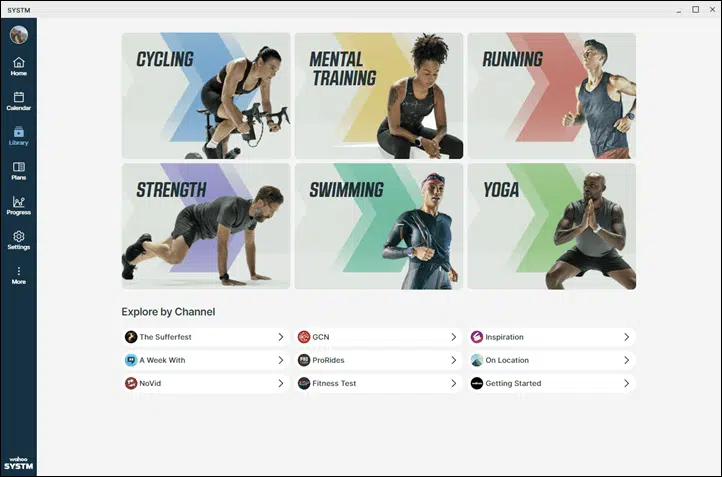 SYSTM
Home
Calendar
Library
Plans
Progress
Settings
More
wahoo
SYSTM
CYCLING
MENTAL
TRAINING
RUNNING
STRENGTH
SWIMMING
YOGA
Explore by Channel
The Sufferfest
GCN
Inspiration
A Week With
ProRides
On Location
NoVid
Fitness Test
Getting Started